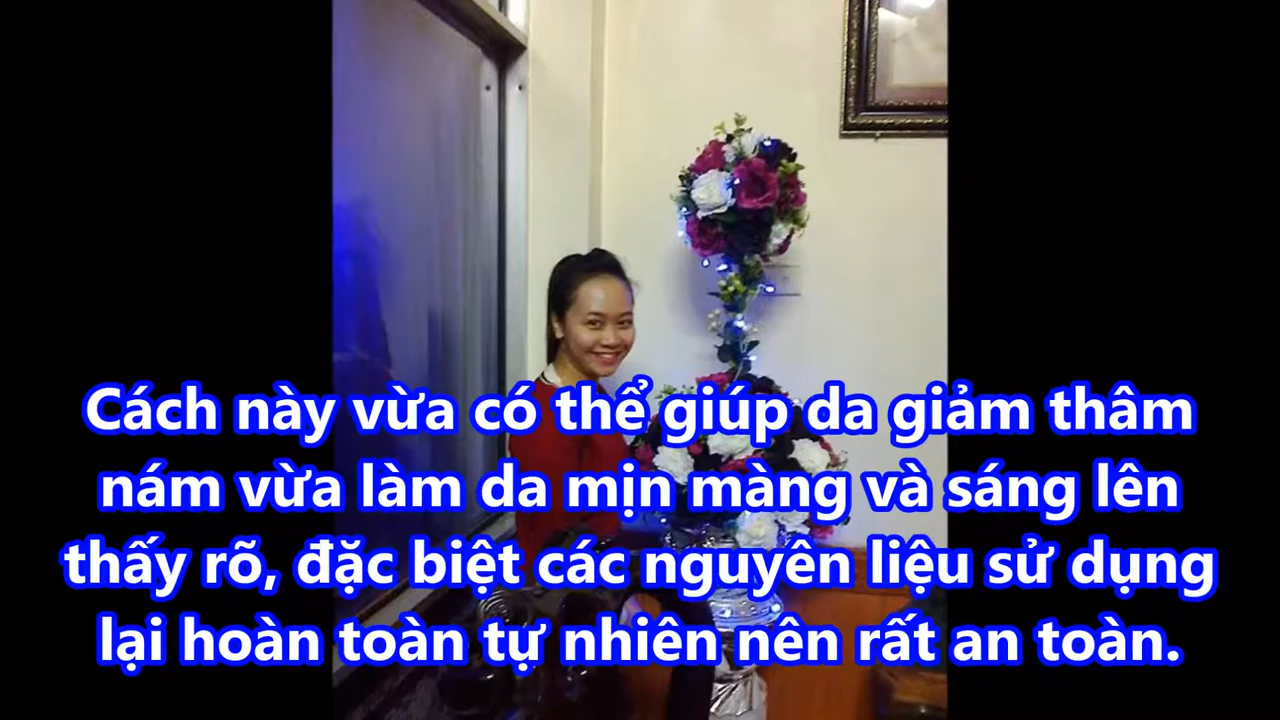 Cách này vừa có thể giúp da giảm thâm
nám vừa làm da mịn màng và sáng lên
thấy rõ, đặc biệt các nguyên liệu sử dụng
lại hoàn toàn tự nhiên nên rất an toàn.